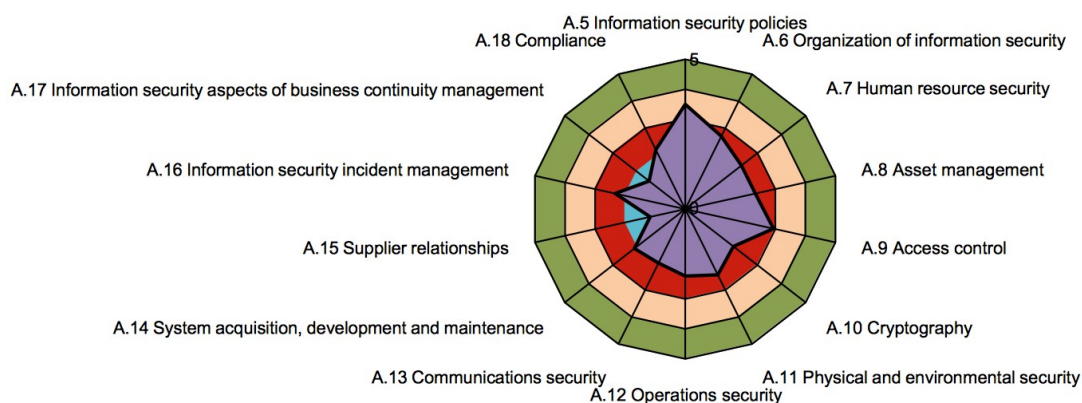 A.5 Information security policies
A.18 Compliance
A.6 Organization of information security
5
A.17 Information security aspects of business continuity management
A.7 Human resource security
A.16 Information security incident management
A.8 Asset management
0
A.15 Supplier relationships
A.9 Access control
A.14 System acquisition, development and maintenance
A.10 Cryptography
A.13 Communications security
A.11 Physical and environmental security
A.12 Operations security